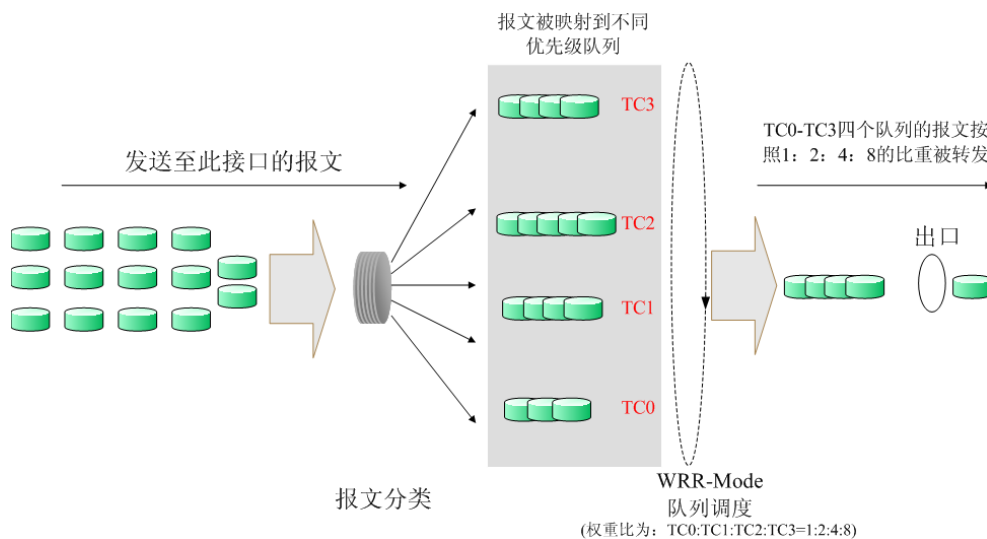 报文被映射到不同
优先级队列
发送至此接口的报文
TC3
TC2
TC1
TC0
TC0-TC3四个队列的报文按
照1：2：4：8的比重被转发
出口
报文分类
WRR-Mode
队列调度
(权重比为：TC0:TC1:TC2:TC3=1:2:4:8)